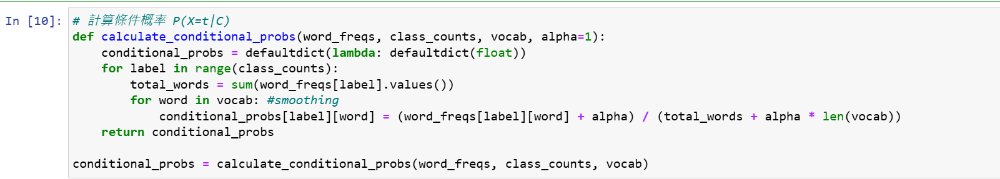 In [10]: # 計算條件概率 P(X=t|C)
def calculate_conditional_probs(word_freqs, class_counts, vocab, alpha=1):
    conditional_probs = defaultdict(lambda: defaultdict(float))
    for label in range(class_counts):
        total_words = sum(word_freqs[label].values())
        for word in vocab: #smoothing
            conditional_probs[label][word] = (word_freqs[label][word] + alpha) / (total_words + alpha * len(vocab))
    return conditional_probs

conditional_probs = calculate_conditional_probs(word_freqs, class_counts, vocab)